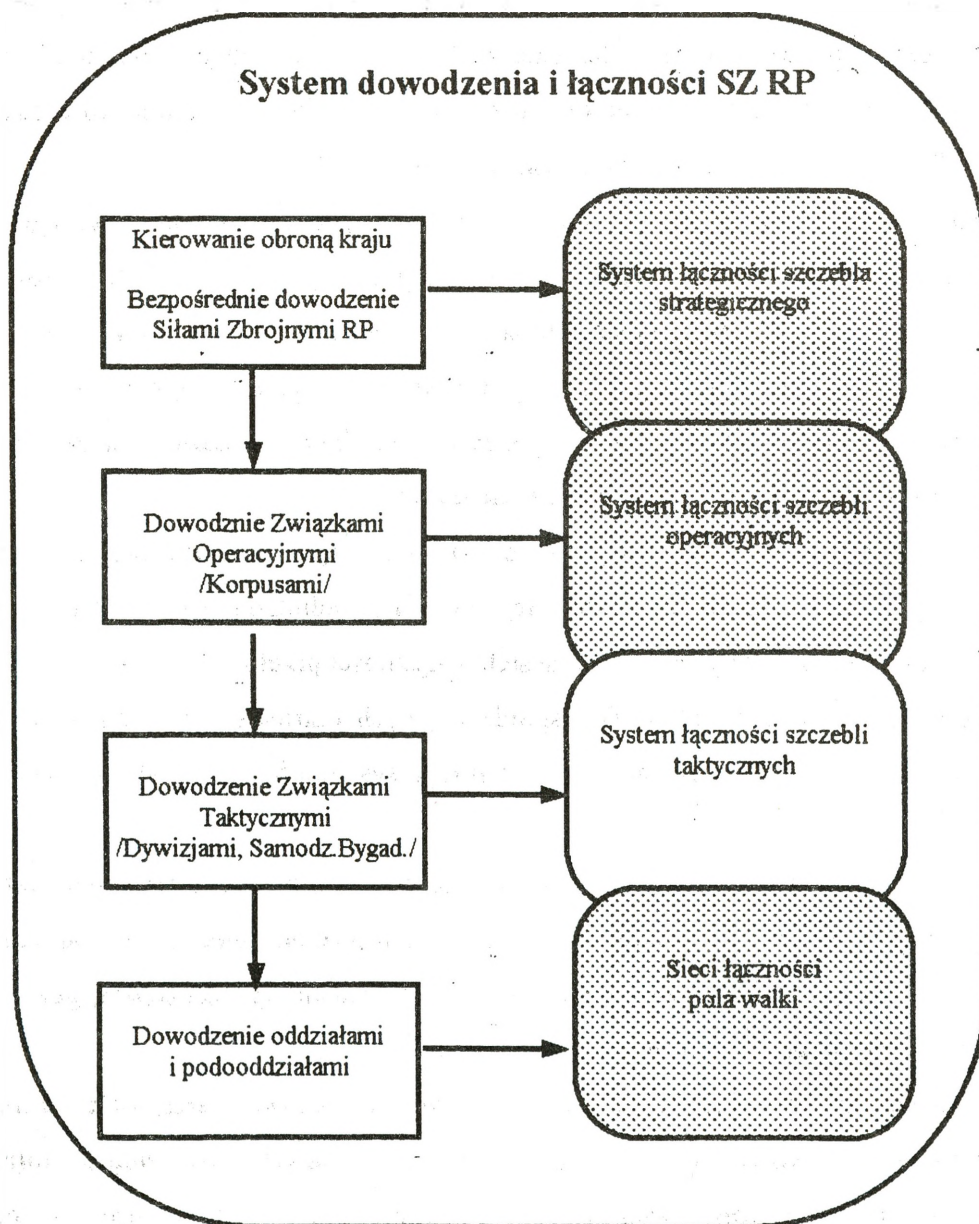 System dowodzenia i łączności SZ RP
Kierowanie obroną kraju
Bezpośrednie dowodzenie
Siłami Zbrojnymi RP
System łączności szczebla
strategicznego
Dowodznie Związkami
Operacyjnymi
/Korpusami/
System łączności szczebli
operacyjnych
Dowodzenie Związkami
Taktycznymi
/Dywizjami, Samodz.Bygad./
System łączności szczebli
taktycznych
Dowodzenie oddziałami
i podooddziałami
Sieci łączności
pola walki